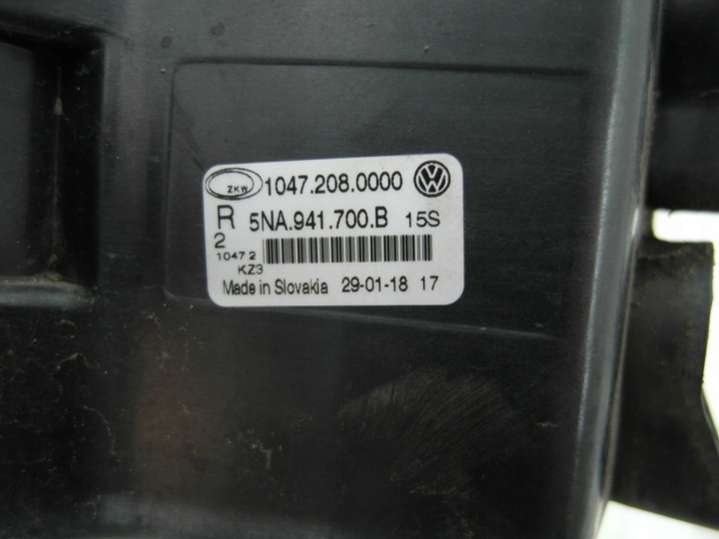 ZKW 1047.208.0000 VW
R 5NA.941.700.B 15S
2
1047 2
KZ3
Made in Slovakia 29-01-18 17